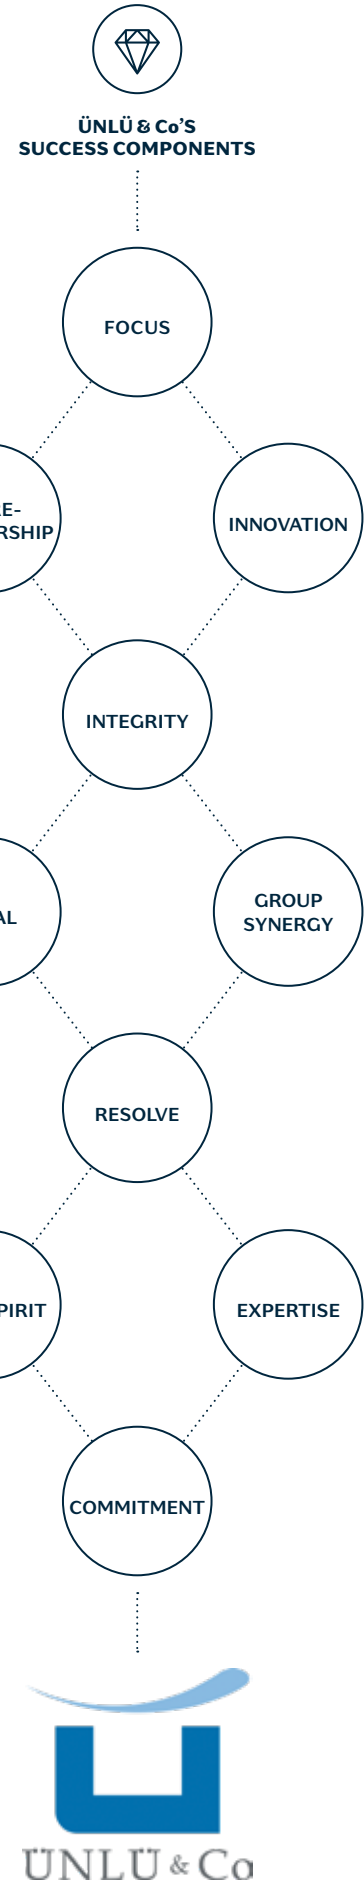 ÜNLÜ & Co’S
SUCCESS COMPONENTS
FOCUS
INNOVATION
INTEGRITY
GROUP
SYNERGY
RESOLVE
EXPERTISE
COMMITMENT
ÜNLÜ & Co